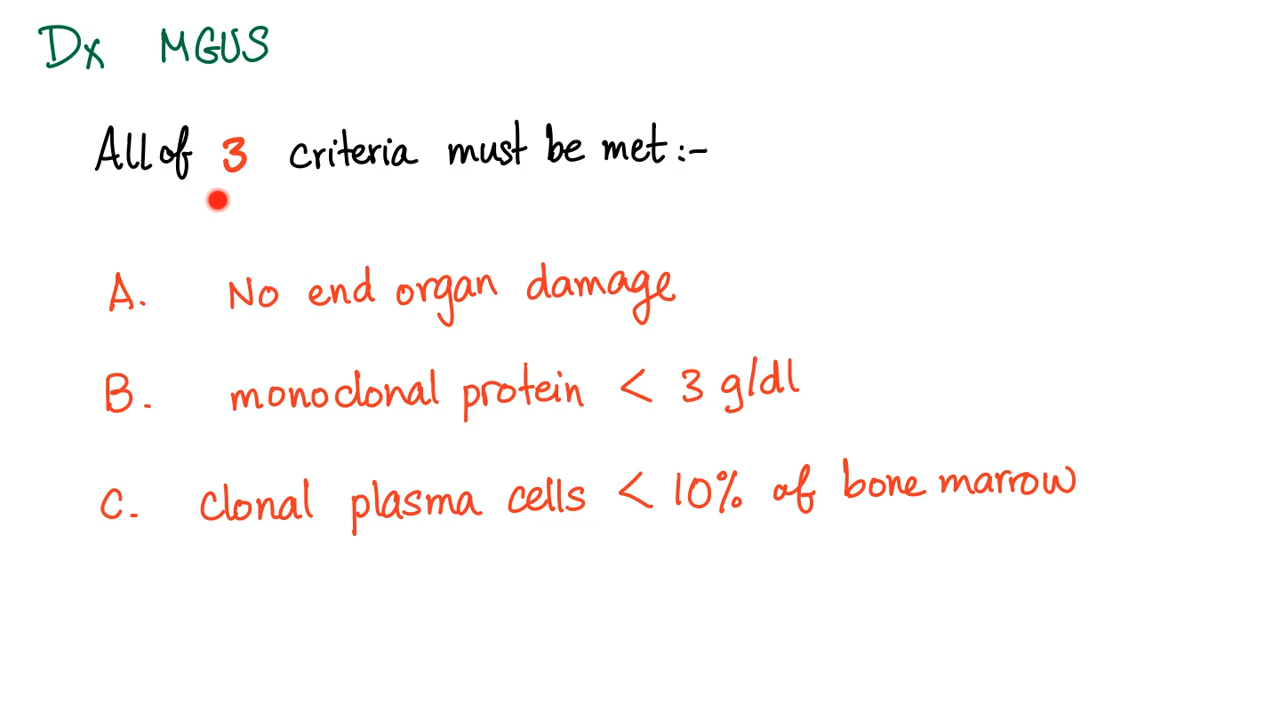 Dx MGUS
All of 3 criteria must be met :-
A. No end organ damage
B. monoclonal protein < 3 g/dl
C. clonal plasma cells < 10% of bone marrow